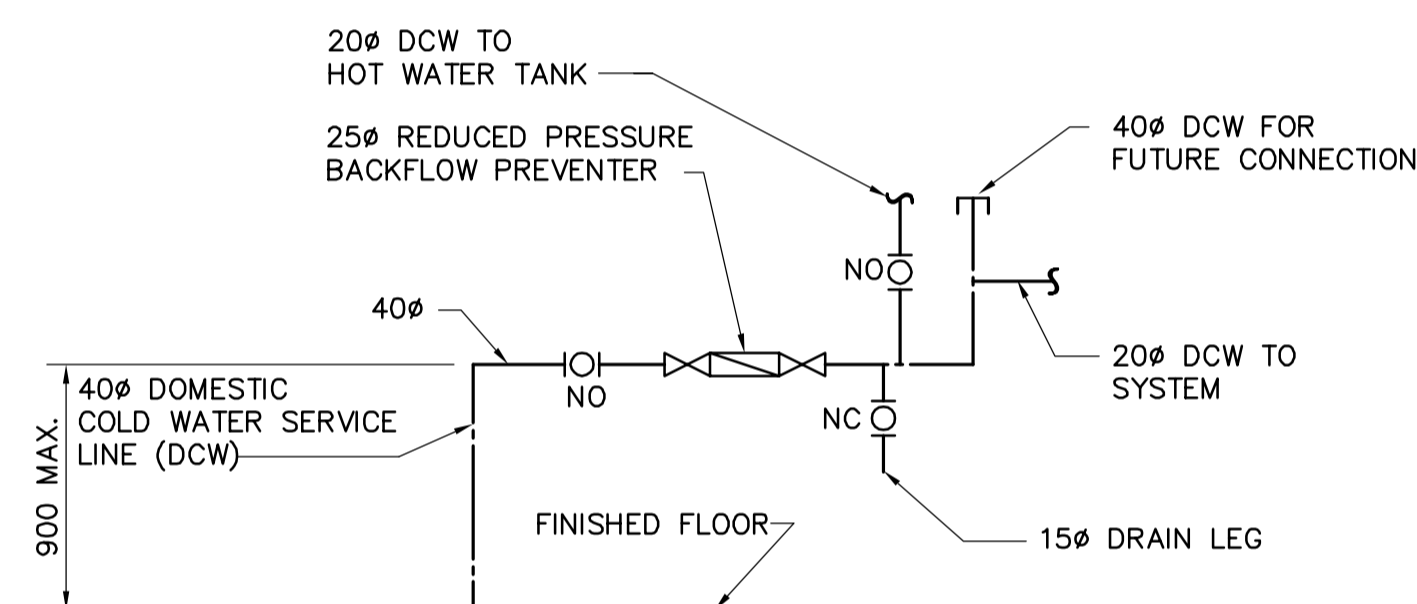 20ø DCW TO
HOT WATER TANK
25ø REDUCED PRESSURE
BACKFLOW PREVENTER
40ø DCW FOR
FUTURE CONNECTION
NO
40ø
20ø DCW TO
SYSTEM
40ø DOMESTIC
COLD WATER SERVICE
LINE (DCW)
NO
NC
900 MAX.
FINISHED FLOOR
15ø DRAIN LEG